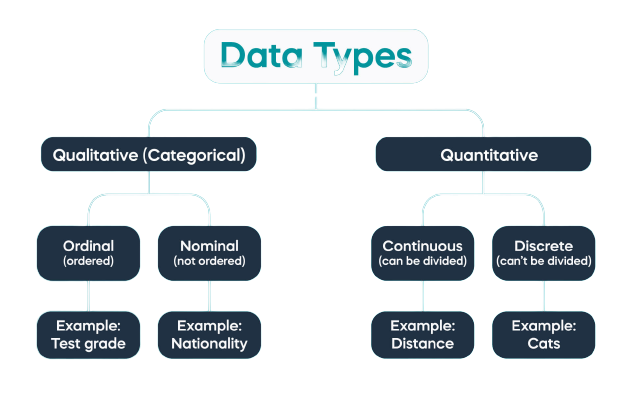 Data Types
Qualitative (Categorical)
Quantitative
Ordinal
(ordered)
Nominal
(not ordered)
Continuous
(can be divided)
Discrete
(can't be divided)
Example:
Test grade
Example:
Nationality
Example:
Distance
Example:
Cats